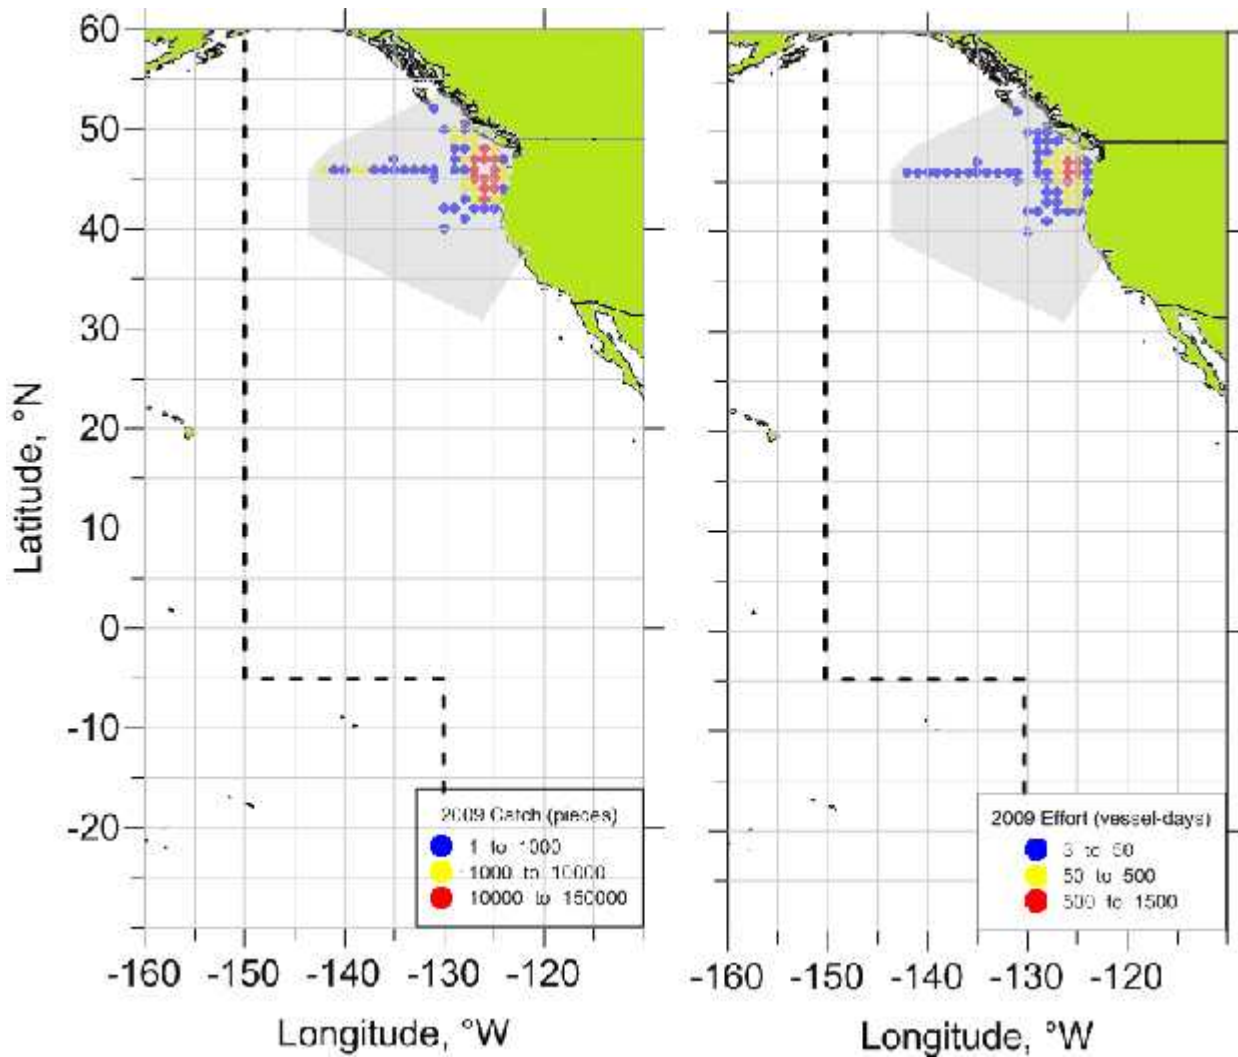 60
50
40
30
20
10
0
-10
-20
Latitude, °N
2009 Catch (pieces)
1 to 1000
1000 to 10000
10000 to 150000
-160 -150 -140 -130 -120
Longitude, °W
2009 Effort (vessel-days)
3 to 50
50 to 500
500 to 1500
-160 -150 -140 -130 -120
Longitude, °W